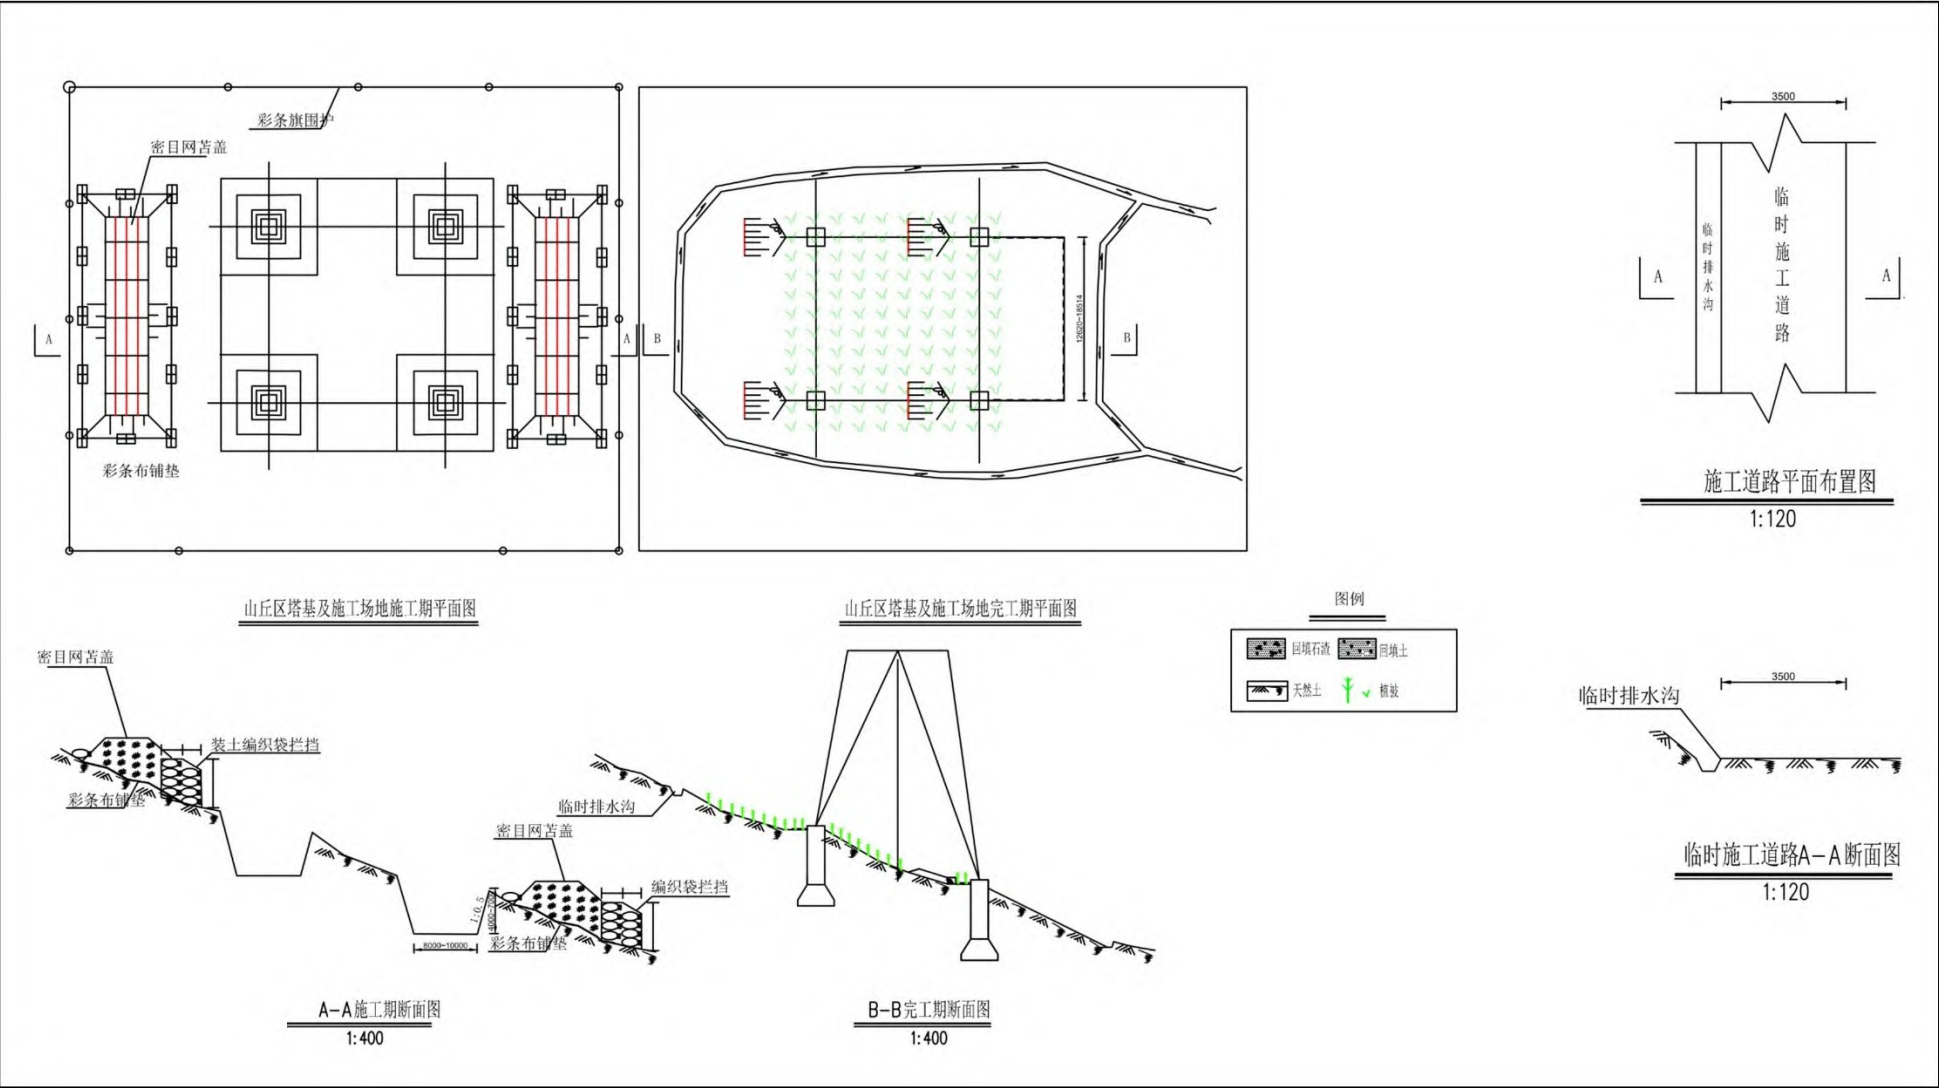 彩条旗围护
密目网苫盖
A
A
彩条布铺垫
山丘区塔基及施工场地施工期平面图
B
B
12620~18514
山丘区塔基及施工场地完工期平面图
3500
临时排水沟
临时施工道路
A
A
施工道路平面布置图
1:120
图例
回填石渣
回填土
天然土
植被
密目网苫盖
装土编织袋拦挡
彩条布铺垫
密目网苫盖
编织袋拦挡
1:0.5
8000~10000
彩条布铺垫
A-A施工期断面图
1:400
临时排水沟
B-B完工期断面图
1:400
3500
临时排水沟
临时施工道路A-A断面图
1:120